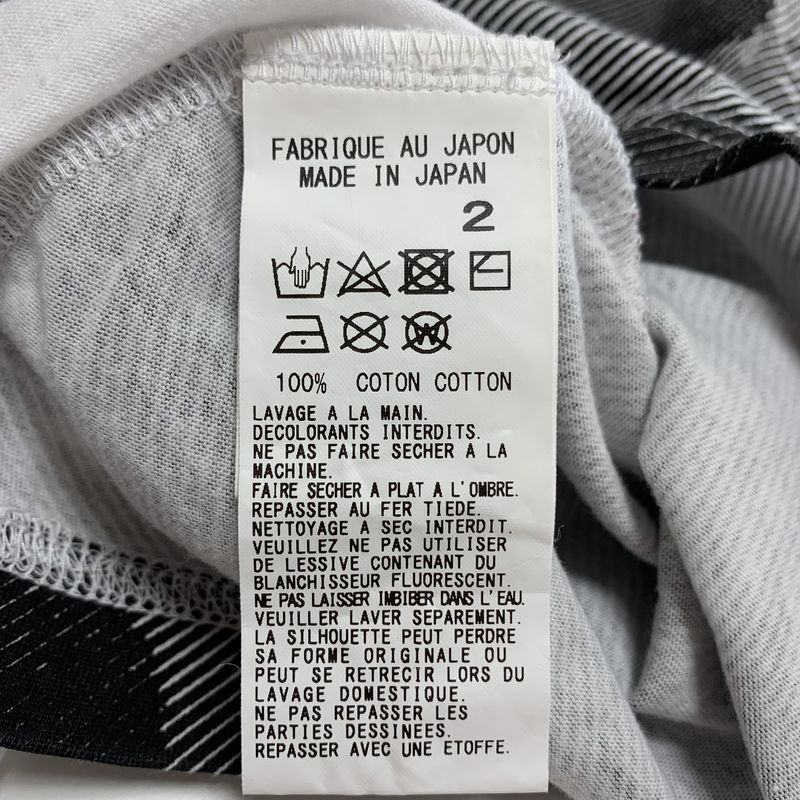 FABRIQUE AU JAPON
MADE IN JAPAN
2
W
100% COTON COTTON
LAVAGE A LA MAIN.
DECOLORANTS INTERDITS.
NE PAS FAIRE SECHER A LA
MACHINE.
FAIRE SECHER A PLAT A L'OMBRE.
REPASSER AU FER TIEDE.
NETTOYAGE A SEC INTERDIT.
VEUILLEZ NE PAS UTILISER
DE LESSIVE CONTENANT DU
BLANCHISSEUR FLUORESCENT.
NE PAS LAISSER IMBIBER DANS L'EAU.
VEUILLER LAVER SEPAREMENT.
LA SILHOUETTE PEUT PERDRE
SA FORME ORIGINALE OU
PEUT SE RETRECIR LORS DU
LAVAGE DOMESTIQUE.
NE PAS REPASSER LES
PARTIES DESSINEES.
REPASSER AVEC UNE ETOFFE.